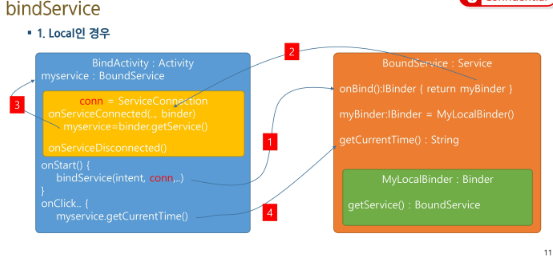 bindService
Confidential
▪ 1. Local인 경우
BindActivity : Activity
myservice : BoundService
conn = ServiceConnection
onServiceConnected(.. binder)
myservice=binder.getService()
onServiceDisconnected()
onStart() {
bindService(intent, conn..)
}
onClick.. {
myservice.getCurrentTime()
BoundService : Service
onBind():IBinder { return myBinder }
myBinder:IBinder = MyLocalBinder()
getCurrentTime() : String
MyLocalBinder : Binder
getService() : BoundService
1
2
3
4
11